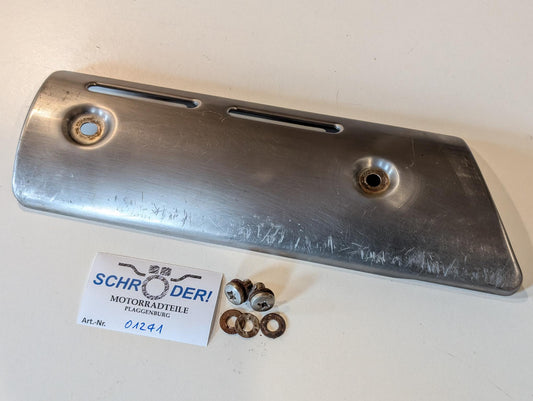 SCHRÖDER!
MOTORRADTEILE
PLAGGENBURG
Art.-Nr. 01241